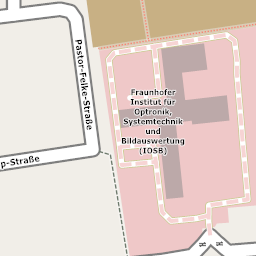 Pastor-Felke-Straße
Fraunhofer
Institut für
Optronik,
Systemtechnik
und
Bildauswertung
(IOSB)
p-Straße